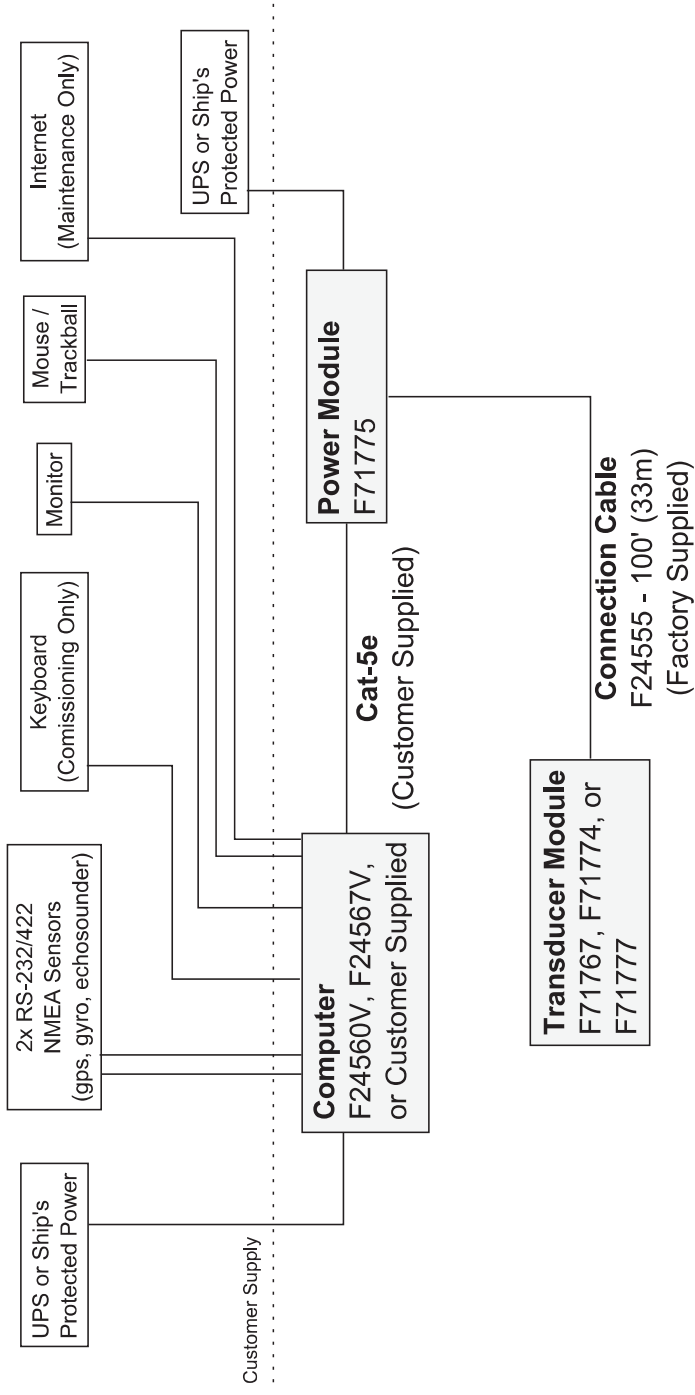 UPS or Ship's
Protected Power
2x RS-232/422
NMEA Sensors
(gps, gyro, echosounder)
Keyboard
(Comissioning Only)
Monitor
Mouse /
Trackball
Internet
(Maintenance Only)
UPS or Ship's
Protected Power
Customer Supply
Computer
F24560V, F24567V,
or Customer Supplied
Cat-5e
(Customer Supplied)
Power Module
F71775
Transducer Module
F71767, F71774, or
F71777
Connection Cable
F24555 - 100' (33m)
(Factory Supplied)